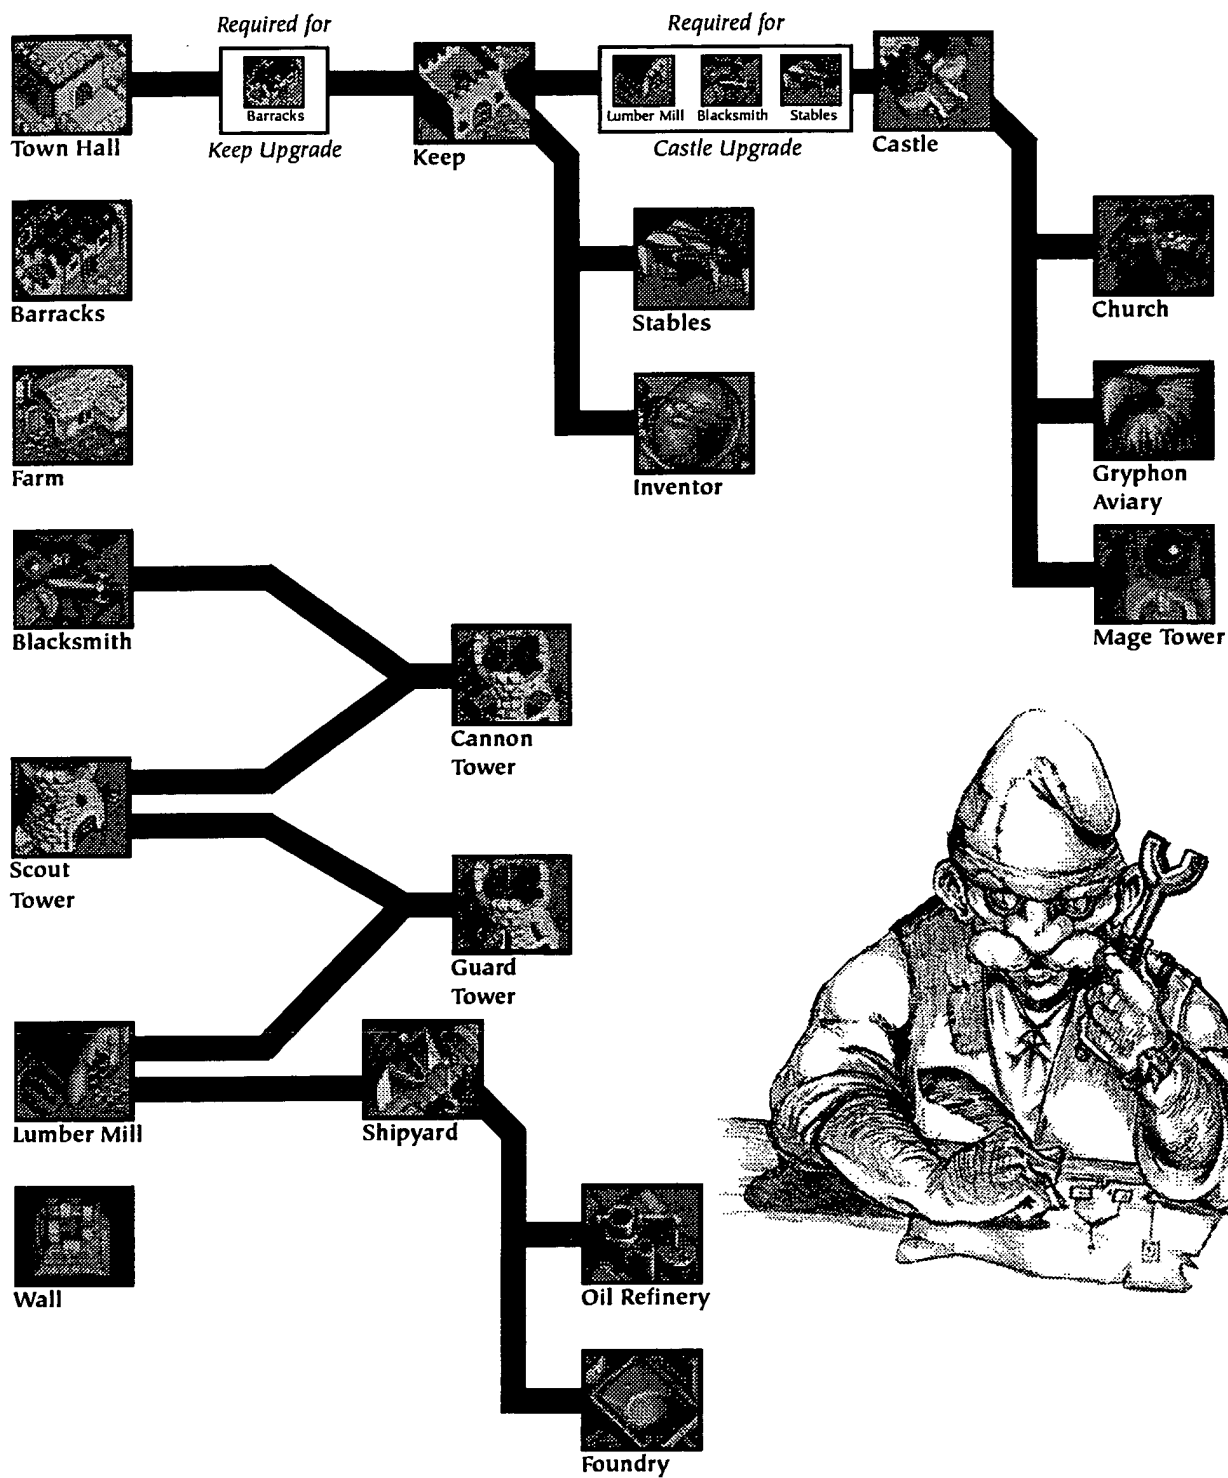 Required for
Required for
Barracks
Lumber Mill
Blacksmith
Stables
Town Hall
Keep Upgrade
Keep
Castle Upgrade
Castle
Barracks
Stables
Church
Farm
Inventor
Gryphon
Aviary
Blacksmith
Mage Tower
Cannon
Tower
Scout
Tower
Guard
Tower
Lumber Mill
Shipyard
Wall
Oil Refinery
Foundry